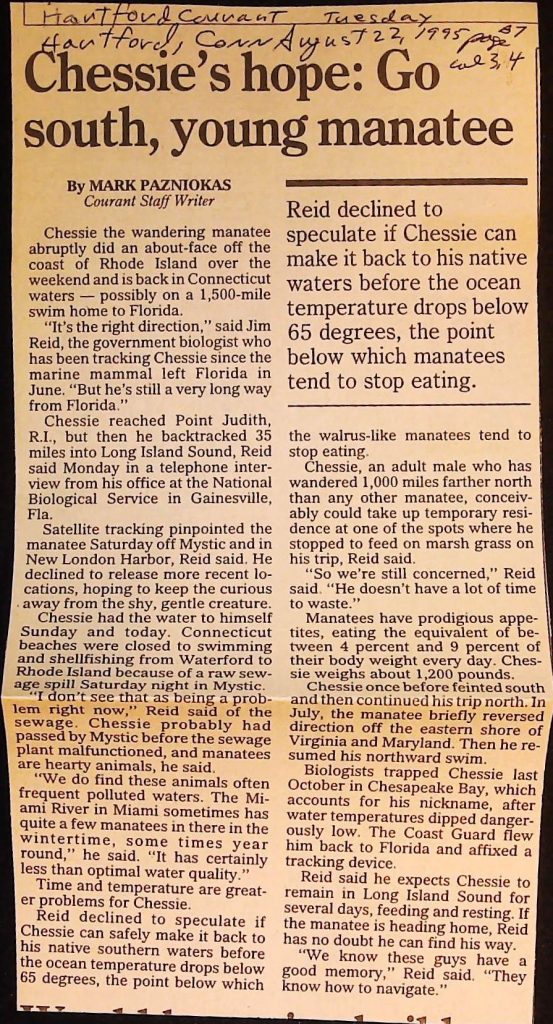 Hartford Courant Tuesday
Hartford, Conn August 22, 1995 page B7
col 3, 4
Chessie's hope: Go
south, young manatee
By MARK PAZNIOKAS
Courant Staff Writer
Chessie the wandering manatee
abruptly did an about-face off the
coast of Rhode Island over the
weekend and is back in Connecticut
waters — possibly on a 1,500-mile
swim home to Florida.
"It's the right direction," said Jim
Reid, the government biologist who
has been tracking Chessie since the
marine mammal left Florida in
June. "But he's still a very long way
from Florida."
Chessie reached Point Judith,
R.I., but then he backtracked 35
miles into Long Island Sound, Reid
said Monday in a telephone inter-
view from his office at the National
Biological Service in Gainesville,
Fla.
Satellite tracking pinpointed the
manatee Saturday off Mystic and in
New London Harbor, Reid said. He
declined to release more recent lo-
cations, hoping to keep the curious
away from the shy, gentle creature.
Chessie had the water to himself
Sunday and today. Connecticut
beaches were closed to swimming
and shellfishing from Waterford to
Rhode Island because of a raw sew-
age spill Saturday night in Mystic.
"I don't see that as being a prob-
lem right now," Reid said of the
sewage. Chessie probably had
passed by Mystic before the sewage
plant malfunctioned, and manatees
are hearty animals, he said.
"We do find these animals often
frequent polluted waters. The Mi-
ami River in Miami sometimes has
quite a few manatees in there in the
wintertime, some times year
round," he said. "It has certainly
less than optimal water quality."
Time and temperature are great-
er problems for Chessie.
Reid declined to speculate if
Chessie can safely make it back to
his native southern waters before
the ocean temperature drops below
65 degrees, the point below which
Reid declined to
speculate if Chessie can
make it back to his native
waters before the ocean
temperature drops below
65 degrees, the point
below which manatees
tend to stop eating.
the walrus-like manatees tend to
stop eating.
Chessie, an adult male who has
wandered 1,000 miles farther north
than any other manatee, conceiv-
ably could take up temporary resi-
dence at one of the spots where he
stopped to feed on marsh grass on
his trip, Reid said.
"So we're still concerned," Reid
said. "He doesn't have a lot of time
to waste."
Manatees have prodigious appe-
tites, eating the equivalent of be-
tween 4 percent and 9 percent of
their body weight every day. Ches-
sie weighs about 1,200 pounds.
Chessie once before feinted south
and then continued his trip north. In
July, the manatee briefly reversed
direction off the eastern shore of
Virginia and Maryland. Then he re-
sumed his northward swim.
Biologists trapped Chessie last
October in Chesapeake Bay, which
accounts for his nickname, after
water temperatures dipped danger-
ously low. The Coast Guard flew
him back to Florida and affixed a
tracking device.
Reid said he expects Chessie to
remain in Long Island Sound for
several days, feeding and resting. If
the manatee is heading home, Reid
has no doubt he can find his way.
"We know these guys have a
good memory," Reid said. "They
know how to navigate."